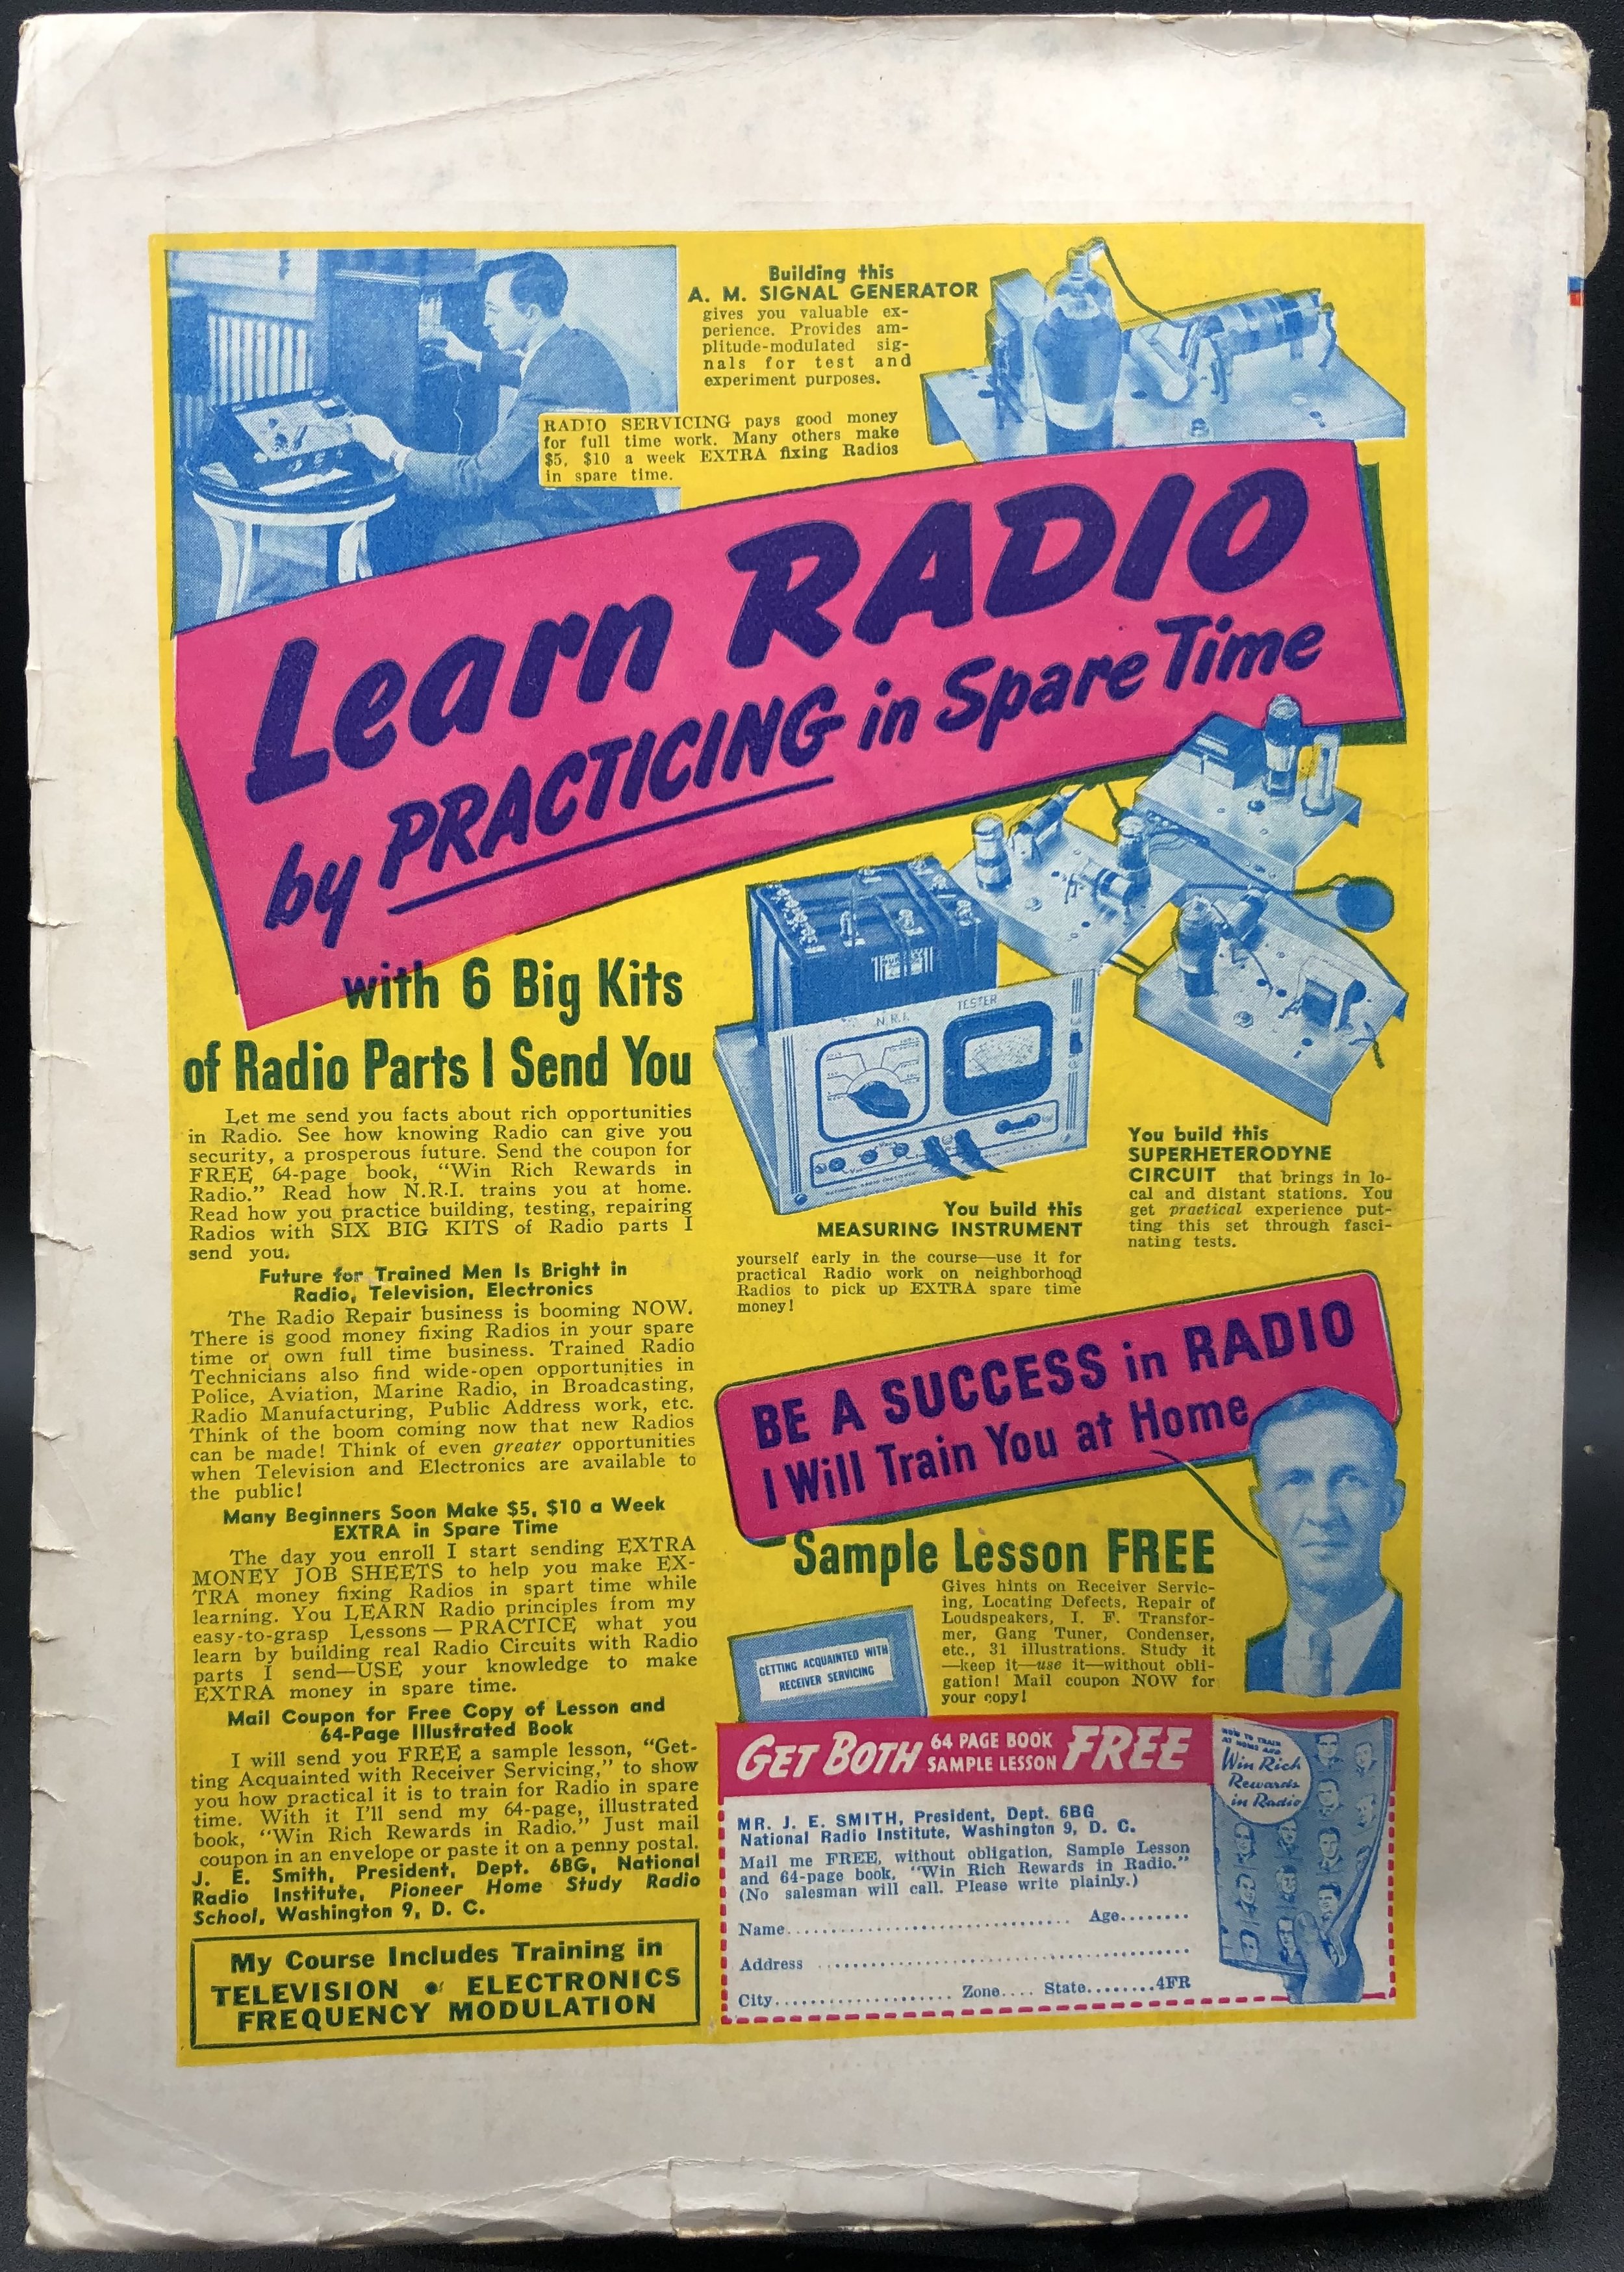 Building this
A. M. SIGNAL GENERATOR
gives you valuable ex-
perience. Provides am-
plitude-modulated sig-
nals for test and
experiment purposes.
RADIO SERVICING pays good money
for full time work. Many others make
$5, $10 a week EXTRA fixing Radios
in spare time.
Learn RADIO
by PRACTICING in Spare Time
with 6 Big Kits
of Radio Parts I Send You
Let me send you facts about rich opportunities
in Radio. See how knowing Radio can give you
security, a prosperous future. Send the coupon for
FREE 64-page book, “Win Rich Rewards in
Radio.” Read how N.R.I. trains you at home.
Read how you practice building, testing, repairing
Radios with SIX BIG KITS of Radio parts I
send you.
Future for Trained Men Is Bright in
Radio, Television, Electronics
The Radio Repair business is booming NOW.
There is good money fixing Radios in your spare
time or own full time business. Trained Radio
Technicians also find wide-open opportunities in
Police, Aviation, Marine Radio, in Broadcasting,
Radio Manufacturing, Public Address work, etc.
Think of the boom coming now that new Radios
can be made! Think of even greater opportunities
when Television and Electronics are available to
the public!
Many Beginners Soon Make $5, $10 a Week
EXTRA in Spare Time
The day you enroll I start sending EXTRA
MONEY JOB SHEETS to help you make EX-
TRA money fixing Radios in spart time while
learning. You LEARN Radio principles from my
easy-to-grasp Lessons — PRACTICE what you
learn by building real Radio Circuits with Radio
parts I send—USE your knowledge to make
EXTRA money in spare time.
Mail Coupon for Free Copy of Lesson and
64-Page Illustrated Book
I will send you FREE a sample lesson, “Get-
ting Acquainted with Receiver Servicing,” to show
you how practical it is to train for Radio in spare
time. With it I’ll send my 64-page, illustrated
book, “Win Rich Rewards in Radio.” Just mail
coupon in an envelope or paste it on a penny postal.
J. E. Smith, President, Dept. 6BG, National
Radio Institute, Pioneer Home Study Radio
School, Washington 9, D. C.
My Course Includes Training in
TELEVISION • ELECTRONICS
FREQUENCY MODULATION
N.R.I. TESTER
You build this
MEASURING INSTRUMENT
yourself early in the course—use it for
practical Radio work on neighborhood
Radios to pick up EXTRA spare time
money!
You build this
SUPERHETERODYNE
CIRCUIT that brings in lo-
cal and distant stations. You
get practical experience put-
ting this set through fasci-
nating tests.
BE A SUCCESS in RADIO
I Will Train You at Home
Sample Lesson FREE
Gives hints on Receiver Servic-
ing, Locating Defects, Repair of
Loudspeakers, I. F. Transfor-
mer, Gang Tuner, Condenser,
etc., 31 illustrations. Study it
—keep it—use it—without obli-
gation! Mail coupon NOW for
your copy!
GETTING ACQUAINTED WITH
RECEIVER SERVICING
GET BOTH 64 PAGE BOOK SAMPLE LESSON FREE
HOW TO TRAIN
AT HOME AND
Win Rich
Rewards
in Radio
MR. J. E. SMITH, President, Dept. 6BG
National Radio Institute, Washington 9, D. C.
Mail me FREE, without obligation, Sample Lesson
and 64-page book, “Win Rich Rewards in Radio.”
(No salesman will call. Please write plainly.)
Name.................................... Age........
Address ................................................
City...................... Zone.... State........4FR